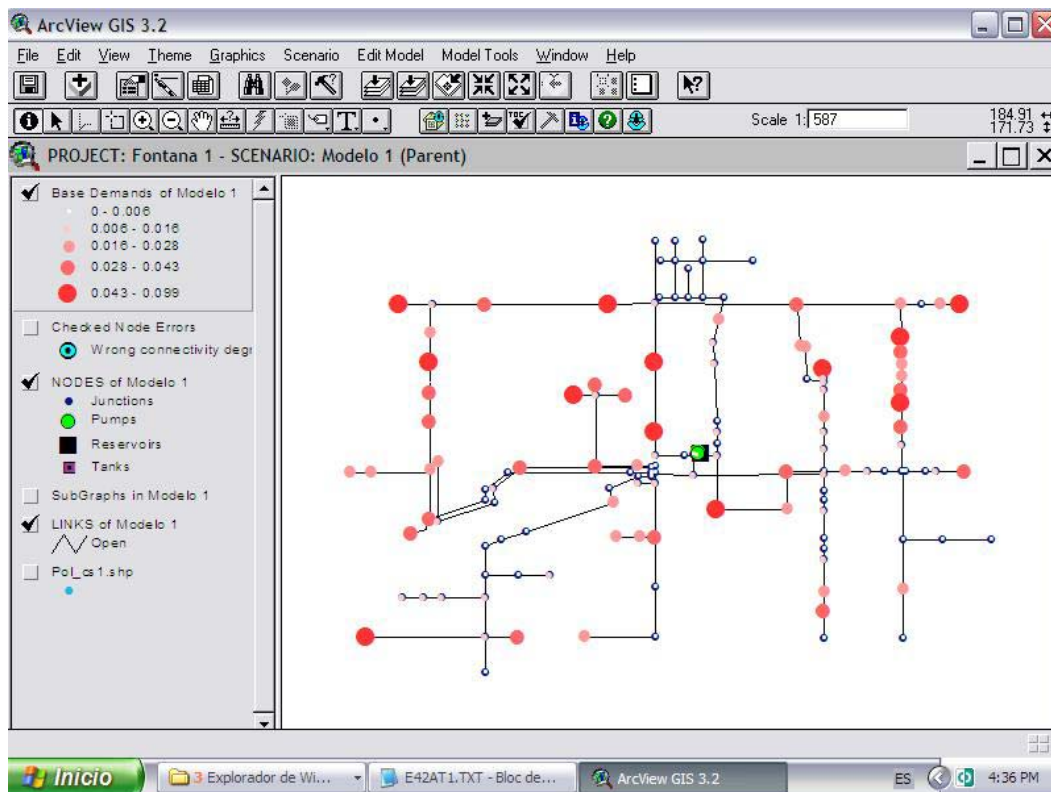 ArcView GIS 3.2
File Edit View Theme Graphics Scenario Edit Model Model Tools Window Help
Scale 1: 587
184.91
171.73
PROJECT: Fontana 1 - SCENARIO: Modelo 1 (Parent)
Base Demands of Modelo 1
0 - 0.006
0.006 - 0.016
0.016 - 0.028
0.028 - 0.043
0.043 - 0.099
Checked Node Errors
Wrong connectivity degr
NODES of Modelo 1
Junctions
Pumps
Reservoirs
Tanks
SubGraphs in Modelo 1
LINKS of Modelo 1
Open
Pol_cs1.shp
Inicio
3 Explorador de Wi...
E42AT1.TXT - Bloc de...
ArcView GIS 3.2
ES
4:36 PM